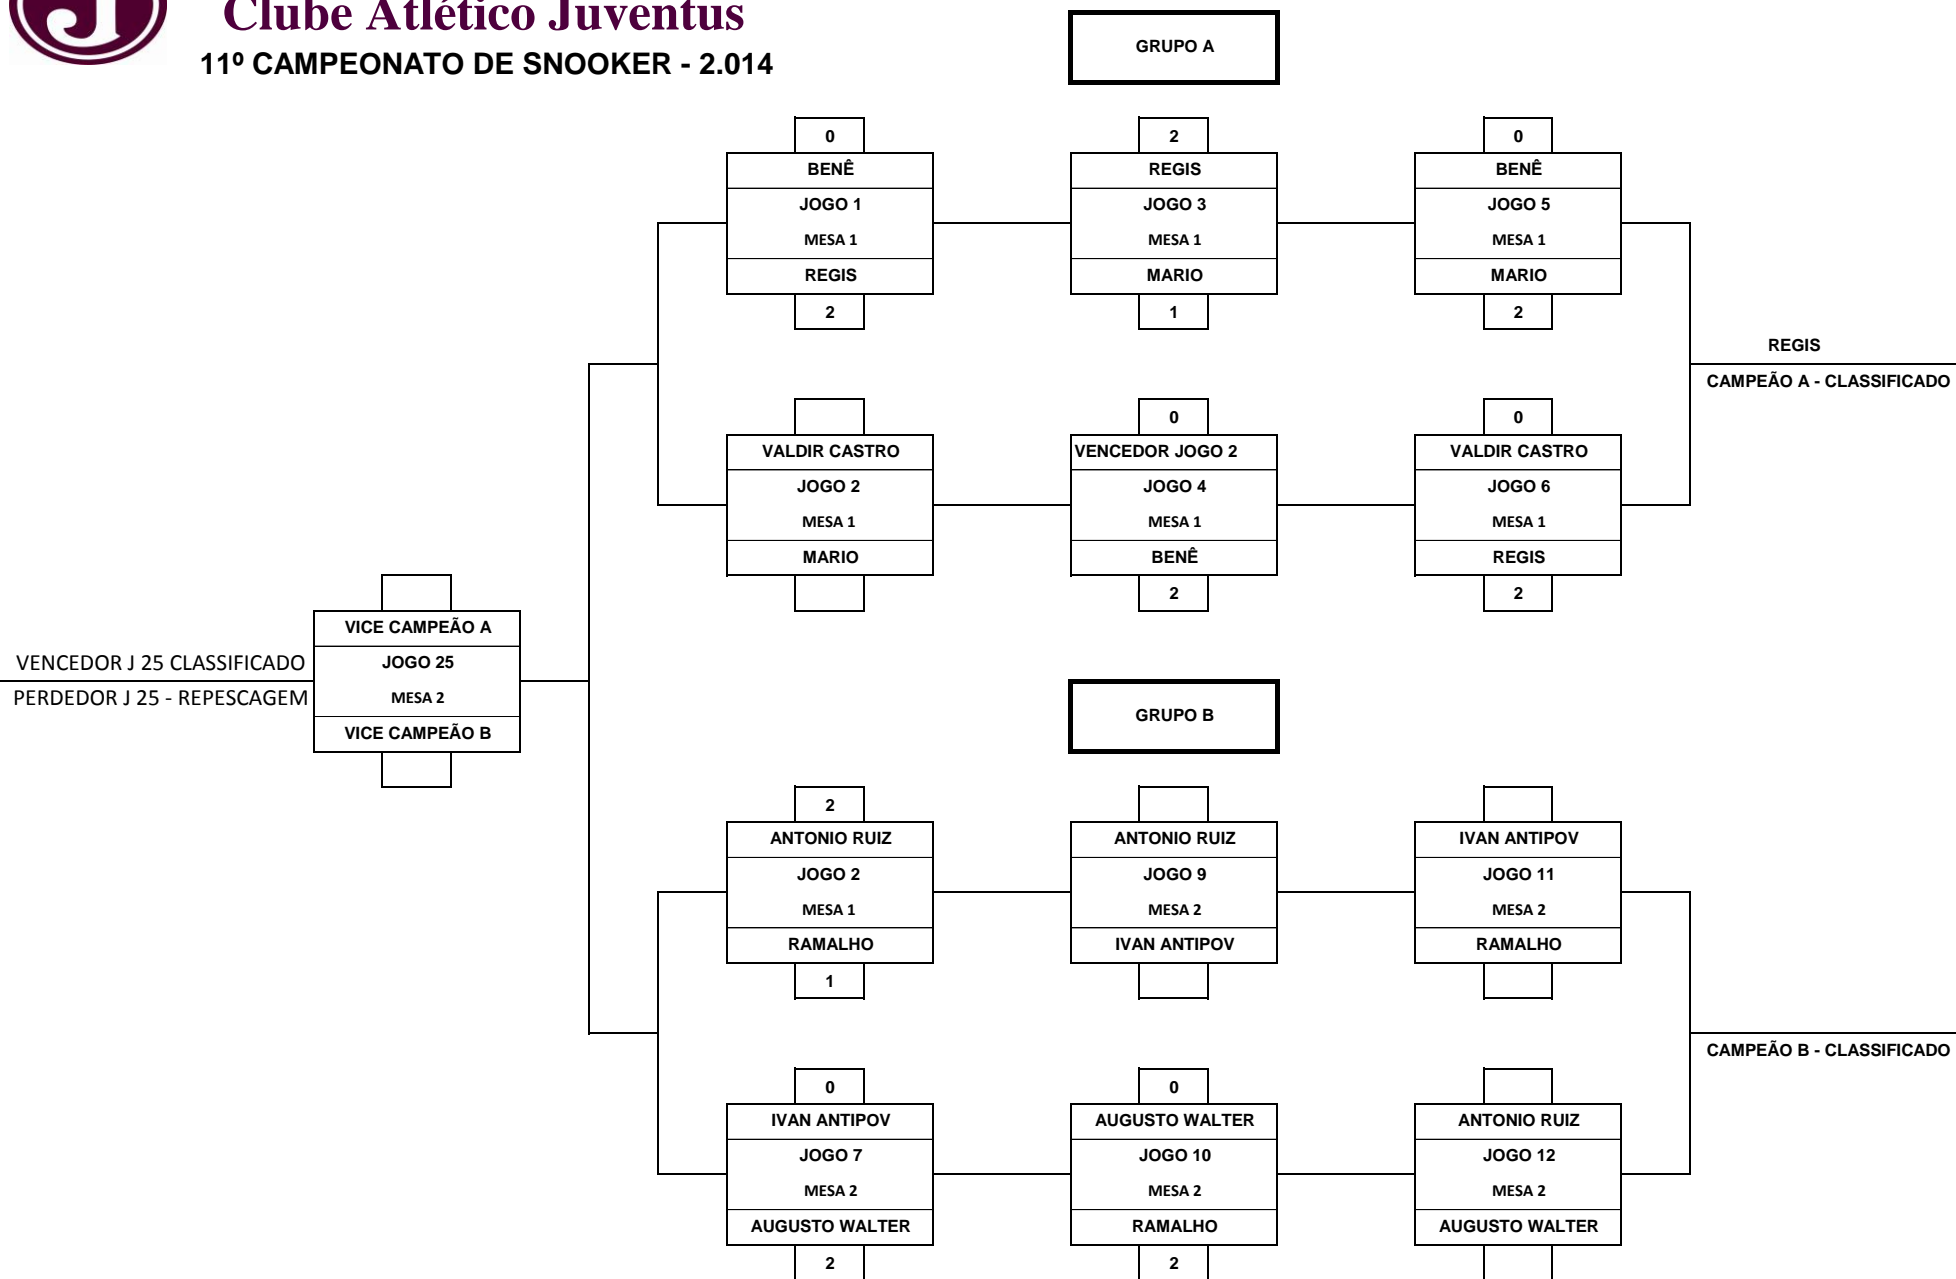 J
Clube Atlético Juventus
11º CAMPEONATO DE SNOOKER - 2.014
GRUPO A
0 2 0
BENÊ REGIS BENÊ
JOGO 1 JOGO 3 JOGO 5
MESA 1 MESA 1 MESA 1
REGIS MARIO MARIO
2 1 2
REGIS
CAMPEÃO A - CLASSIFICADO
0 0
VALDIR CASTRO VENCEDOR JOGO 2 VALDIR CASTRO
JOGO 2 JOGO 4 JOGO 6
MESA 1 MESA 1 MESA 1
MARIO BENÊ REGIS
2 2
VICE CAMPEÃO A
VENCEDOR J 25 CLASSIFICADO JOGO 25
PERDEDOR J 25 - REPESCAGEM MESA 2
VICE CAMPEÃO B
GRUPO B
2
ANTONIO RUIZ ANTONIO RUIZ IVAN ANTIPOV
JOGO 2 JOGO 9 JOGO 11
MESA 1 MESA 2 MESA 2
RAMALHO IVAN ANTIPOV RAMALHO
1
CAMPEÃO B - CLASSIFICADO
0 0
IVAN ANTIPOV AUGUSTO WALTER ANTONIO RUIZ
JOGO 7 JOGO 10 JOGO 12
MESA 2 MESA 2 MESA 2
AUGUSTO WALTER RAMALHO AUGUSTO WALTER
2 2